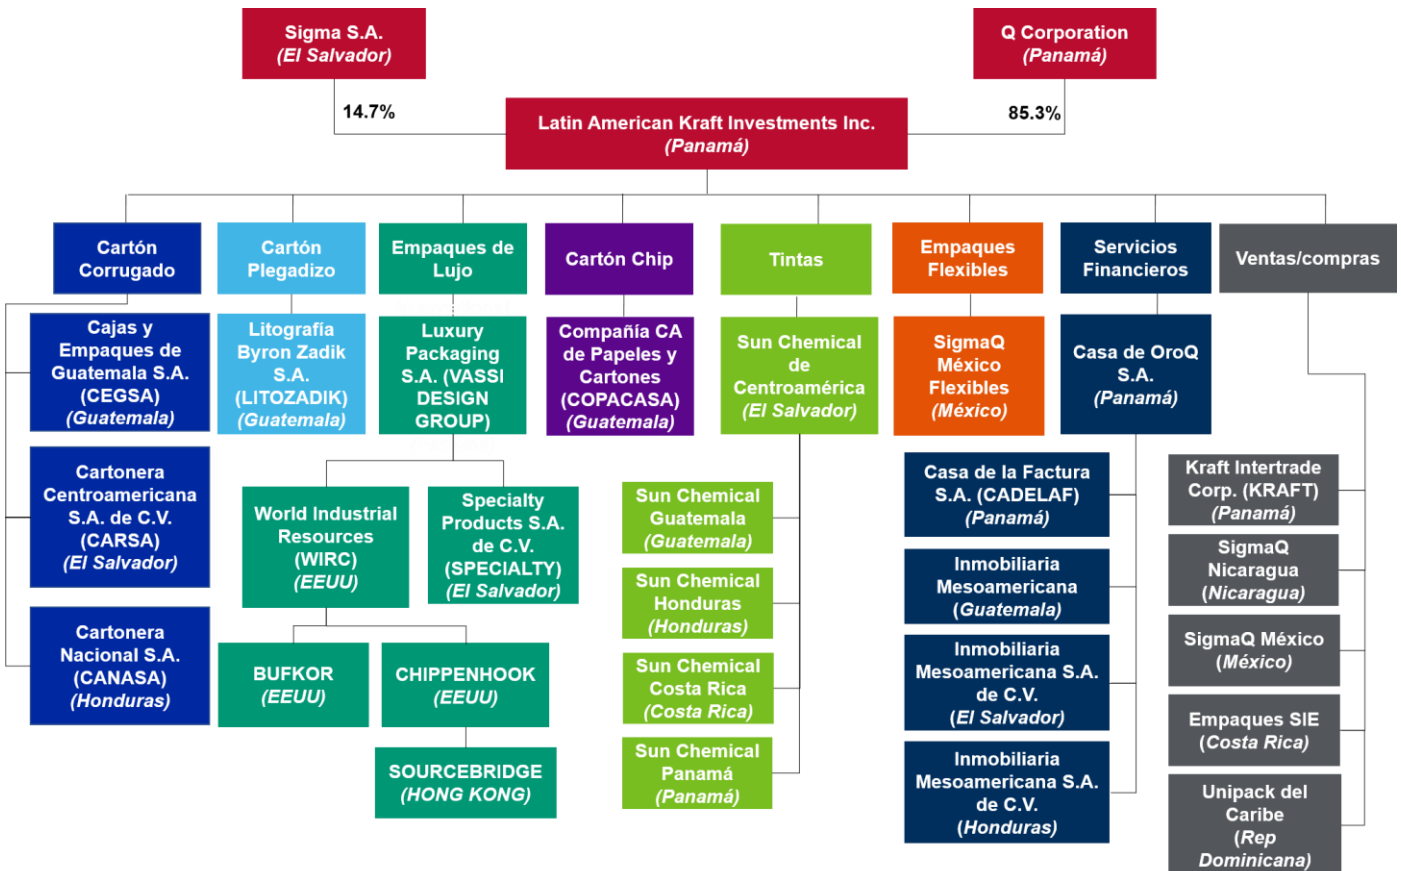 Sigma S.A.
(El Salvador)
Q Corporation
(Panamá)
14.7%
85.3%
Latin American Kraft Investments Inc.
(Panamá)
Cartón
Corrugado
Cartón
Plegadizo
Empaques de
Lujo
Cartón Chip
Tintas
Empaques
Flexibles
Servicios
Financieros
Ventas/compras
Cajas y
Empaques de
Guatemala S.A.
(CEGSA)
(Guatemala)
Cartonera
Centroamericana
S.A. de C.V.
(CARSA)
(El Salvador)
Cartonera
Nacional S.A.
(CANASA)
(Honduras)
Litografía
Byron Zadik
S.A.
(LITOZADIK)
(Guatemala)
Luxury
Packaging
S.A. (VASSI
DESIGN
GROUP)
World Industrial
Resources
(WIRC)
(EEUU)
Specialty
Products S.A.
de C.V.
(SPECIALTY)
(El Salvador)
BUFKOR
(EEUU)
CHIPPENHOOK
(EEUU)
SOURCEBRIDGE
(HONG KONG)
Compañía CA
de Papeles y
Cartones
(COPACASA)
(Guatemala)
Sun Chemical
de
Centroamérica
(El Salvador)
Sun Chemical
Guatemala
(Guatemala)
Sun Chemical
Honduras
(Honduras)
Sun Chemical
Costa Rica
(Costa Rica)
Sun Chemical
Panamá
(Panamá)
SigmaQ
México
Flexibles
(México)
Casa de OroQ
S.A.
(Panamá)
Casa de la Factura
S.A. (CADELAF)
(Panamá)
Inmobiliaria
Mesoamericana
(Guatemala)
Inmobiliaria
Mesoamericana S.A.
de C.V.
(El Salvador)
Inmobiliaria
Mesoamericana S.A.
de C.V.
(Honduras)
Kraft Intertrade
Corp. (KRAFT)
(Panamá)
SigmaQ
Nicaragua
(Nicaragua)
SigmaQ México
(México)
Empaques SIE
(Costa Rica)
Unipack del
Caribe
(Rep
Dominicana)